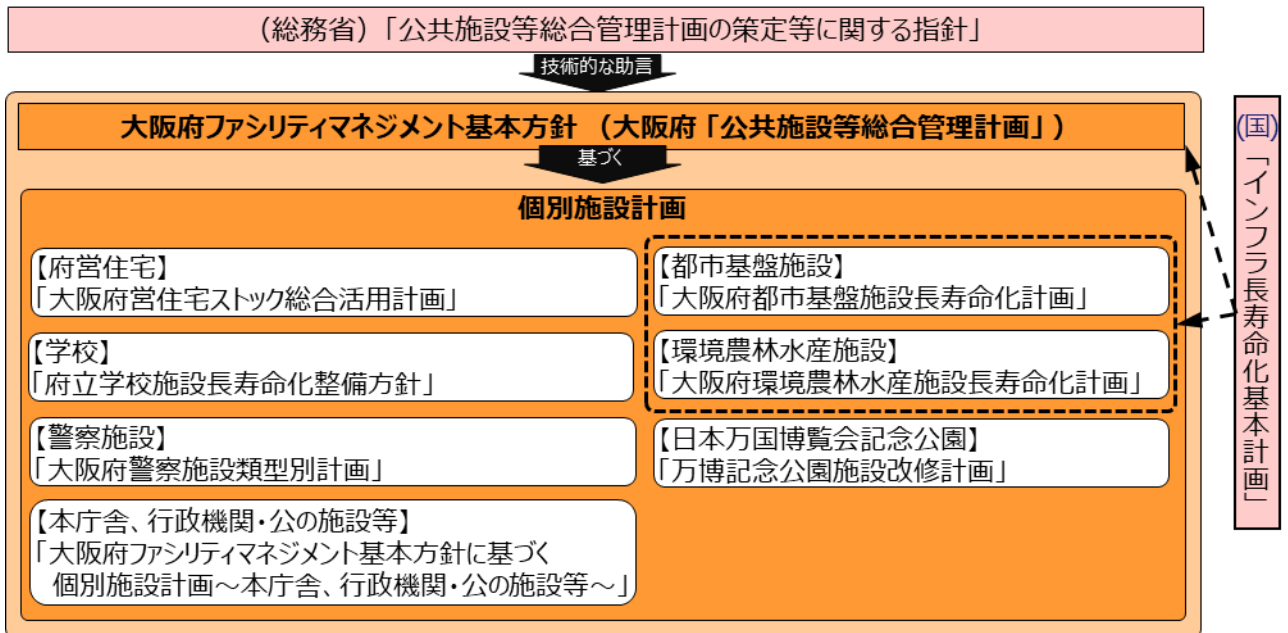 （総務省）「公共施設等総合管理計画の策定等に関する指針」
技術的な助言
大阪府ファシリティマネジメント基本方針 （大阪府「公共施設等総合管理計画」）
基づく
個別施設計画
【府営住宅】
「大阪府営住宅ストック総合活用計画」
【学校】
「府立学校施設長寿命化整備方針」
【警察施設】
「大阪府警察施設類型別計画」
【本庁舎、行政機関・公の施設等】
「大阪府ファシリティマネジメント基本方針に基づく
個別施設計画～本庁舎、行政機関・公の施設等～」
【都市基盤施設】
「大阪府都市基盤施設長寿命化計画」
【環境農林水産施設】
「大阪府環境農林水産施設長寿命化計画」
【日本万国博覧会記念公園】
「万博記念公園施設改修計画」
(国)「インフラ長寿命化基本計画」